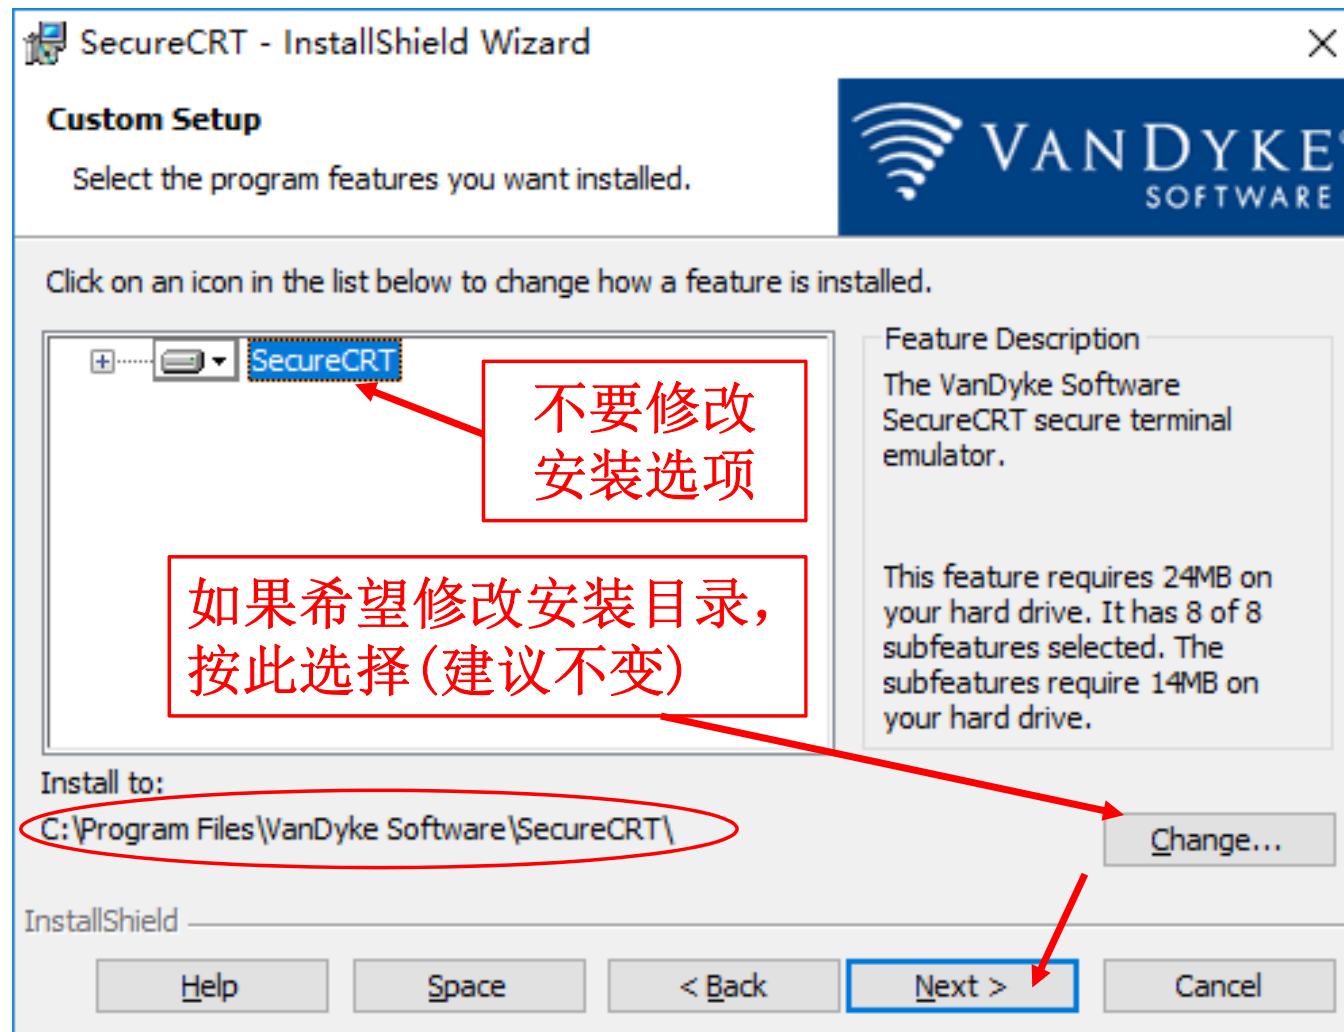 SecureCRT - InstallShield Wizard
Custom Setup
Select the program features you want installed.
VANDYKE®
SOFTWARE
Click on an icon in the list below to change how a feature is installed.
SecureCRT
不要修改
安装选项
如果希望修改安装目录，
按此选择(建议不变)
Feature Description
The VanDyke Software
SecureCRT secure terminal
emulator.
This feature requires 24MB on
your hard drive. It has 8 of 8
subfeatures selected. The
subfeatures require 14MB on
your hard drive.
Install to:
C:\Program Files\VanDyke Software\SecureCRT\
Change...
InstallShield
Help
Space
< Back
Next >
Cancel